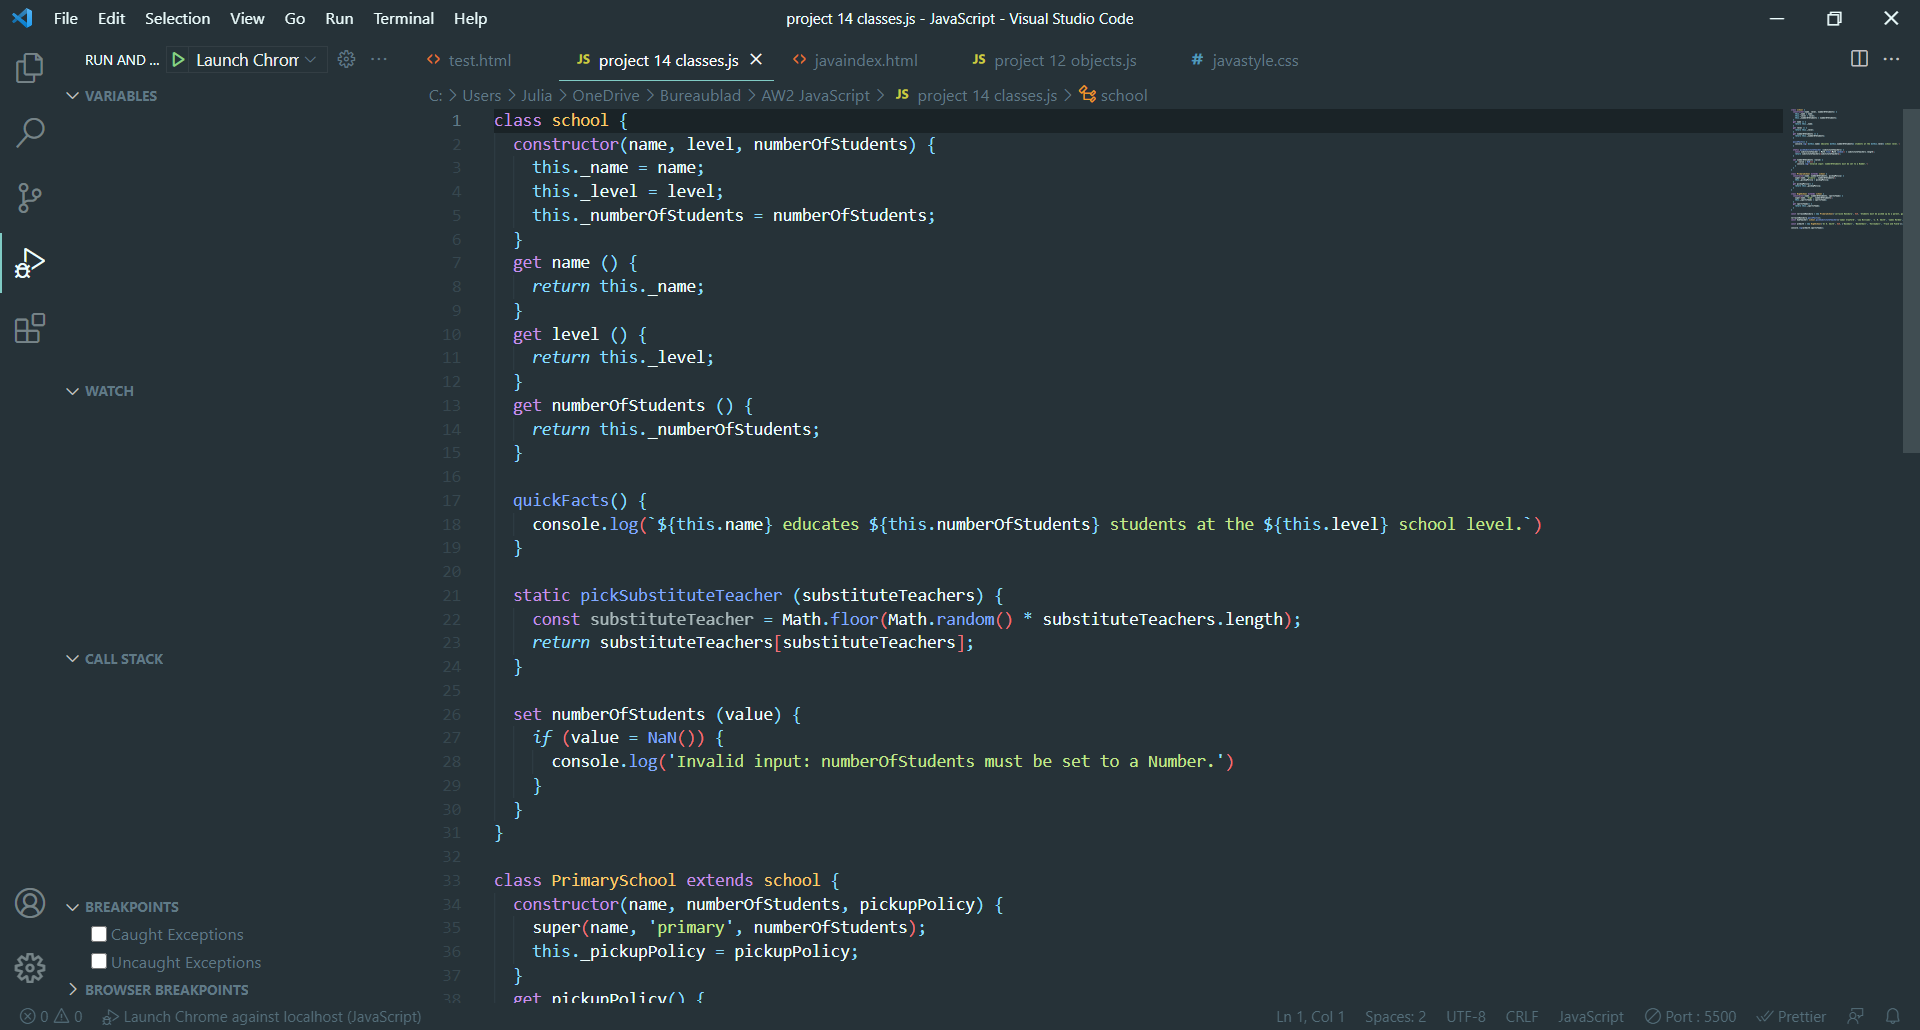 File Edit Selection View Go Run Terminal Help
project 14 classes.js - JavaScript - Visual Studio Code
RUN AND ... Launch Chrom ···
test.html JS project 14 classes.js javaindex.html JS project 12 objects.js # javastyle.css ···
C: > Users > Julia > OneDrive > Bureaublad > AW2 JavaScript > JS project 14 classes.js > school
VARIABLES
WATCH
CALL STACK
BREAKPOINTS
Caught Exceptions
Uncaught Exceptions
BROWSER BREAKPOINTS
1 class school {
2 constructor(name, level, numberOfStudents) {
3 this._name = name;
4 this._level = level;
5 this._numberOfStudents = numberOfStudents;
6 }
7 get name () {
8 return this._name;
9 }
10 get level () {
11 return this._level;
12 }
13 get numberOfStudents () {
14 return this._numberOfStudents;
15 }
16
17 quickFacts() {
18 console.log(`${this.name} educates ${this.numberOfStudents} students at the ${this.level} school level.`)
19 }
20
21 static pickSubstituteTeacher (substituteTeachers) {
22 const substituteTeacher = Math.floor(Math.random() * substituteTeachers.length);
23 return substituteTeachers[substituteTeachers];
24 }
25
26 set numberOfStudents (value) {
27 if (value = NaN()) {
28 console.log('Invalid input: numberOfStudents must be set to a Number.')
29 }
30 }
31 }
32
33 class PrimarySchool extends school {
34 constructor(name, numberOfStudents, pickupPolicy) {
35 super(name, 'primary', numberOfStudents);
36 this._pickupPolicy = pickupPolicy;
37 }
38 get pickupPolicy() {
0 0 Launch Chrome against localhost (JavaScript) Ln 1, Col 1 Spaces: 2 UTF-8 CRLF JavaScript Port : 5500 Prettier